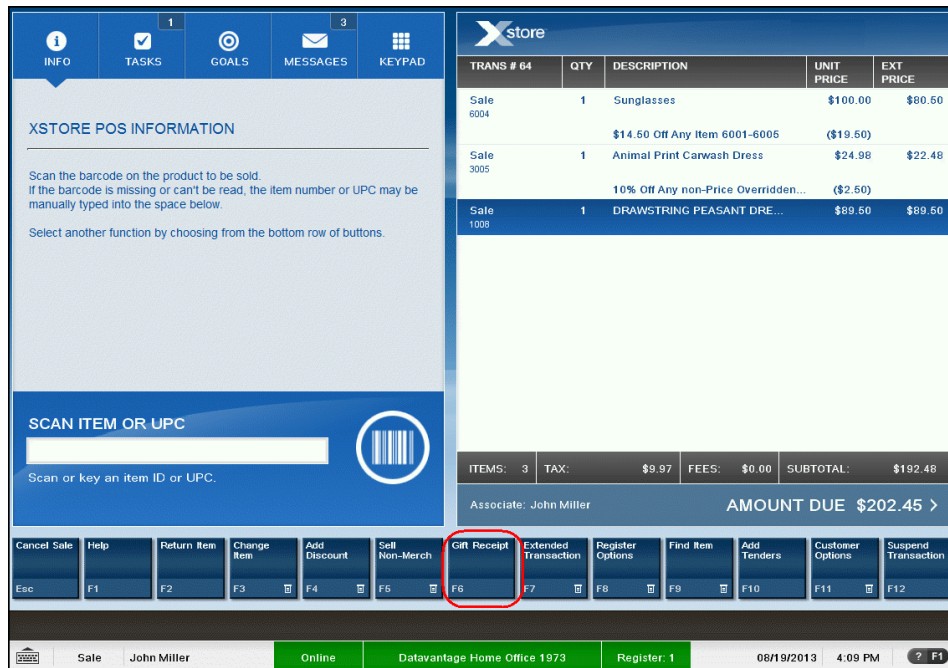 1
3
INFO
TASKS
GOALS
MESSAGES
KEYPAD
XSTORE POS INFORMATION
Scan the barcode on the product to be sold.
If the barcode is missing or can't be read, the item number or UPC may be
manually typed into the space below.
Select another function by choosing from the bottom row of buttons.
SCAN ITEM OR UPC
Scan or key an item ID or UPC.
Xstore
TRANS # 64 QTY DESCRIPTION UNIT PRICE EXT PRICE
Sale 1 Sunglasses $100.00 $80.50
6004
$14.50 Off Any Item 6001-6005 ($19.50)
Sale 1 Animal Print Carwash Dress $24.98 $22.48
3005
10% Off Any non-Price Overridden... ($2.50)
Sale 1 DRAWSTRING PEASANT DRE... $89.50 $89.50
1008
ITEMS: 3 TAX: $9.97 FEES: $0.00 SUBTOTAL: $192.48
Associate: John Miller AMOUNT DUE $202.45 >
Cancel Sale
Esc
Help
F1
Return Item
F2
Change
Item
F3
Add
Discount
F4
Sell
Non-Merch
F5
Gift Receipt
F6
Extended
Transaction
F7
Register
Options
F8
Find Item
F9
Add
Tenders
F10
Customer
Options
F11
Suspend
Transaction
F12
Sale John Miller Online Datavantage Home Office 1973 Register: 1 08/19/2013 4:09 PM ? F1